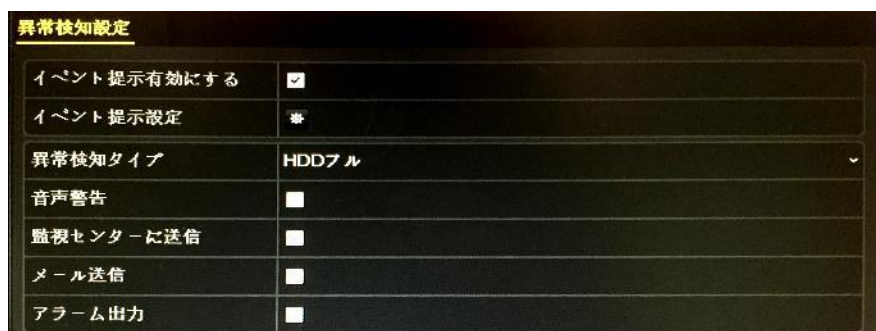 異常検知設定
イベント提示有効にする
イベント提示設定
異常検知タイプ HDDフル
音声警告
監視センターに送信
メール送信
アラーム出力